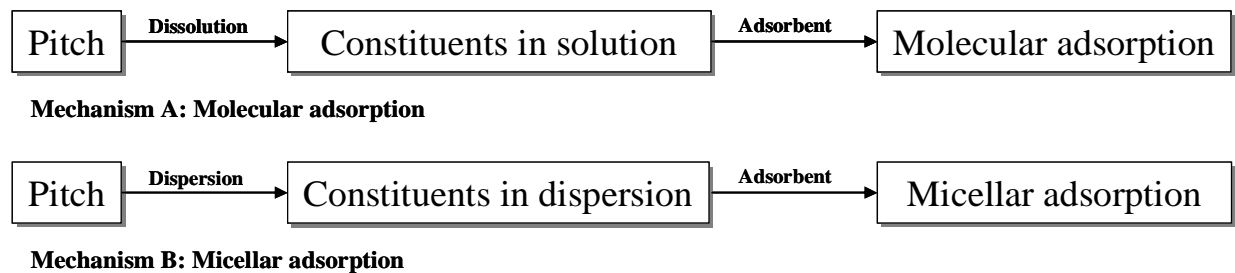 Pitch Dissolution Constituents in solution Adsorbent Molecular adsorption
Mechanism A: Molecular adsorption
Pitch Dispersion Constituents in dispersion Adsorbent Micellar adsorption
Mechanism B: Micellar adsorption